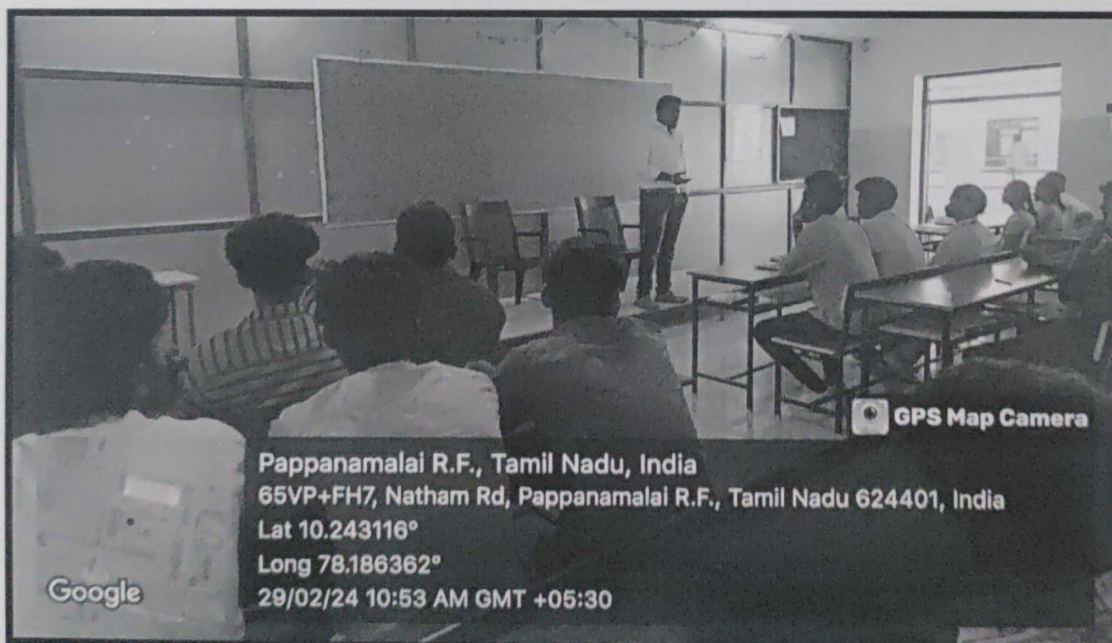 GPS Map Camera
Pappanamalai R.F., Tamil Nadu, India
65VP+FH7, Natham Rd, Pappanamalai R.F., Tamil Nadu 624401, India
Lat 10.243116°
Long 78.186362°
29/02/24 10:53 AM GMT +05:30
Google